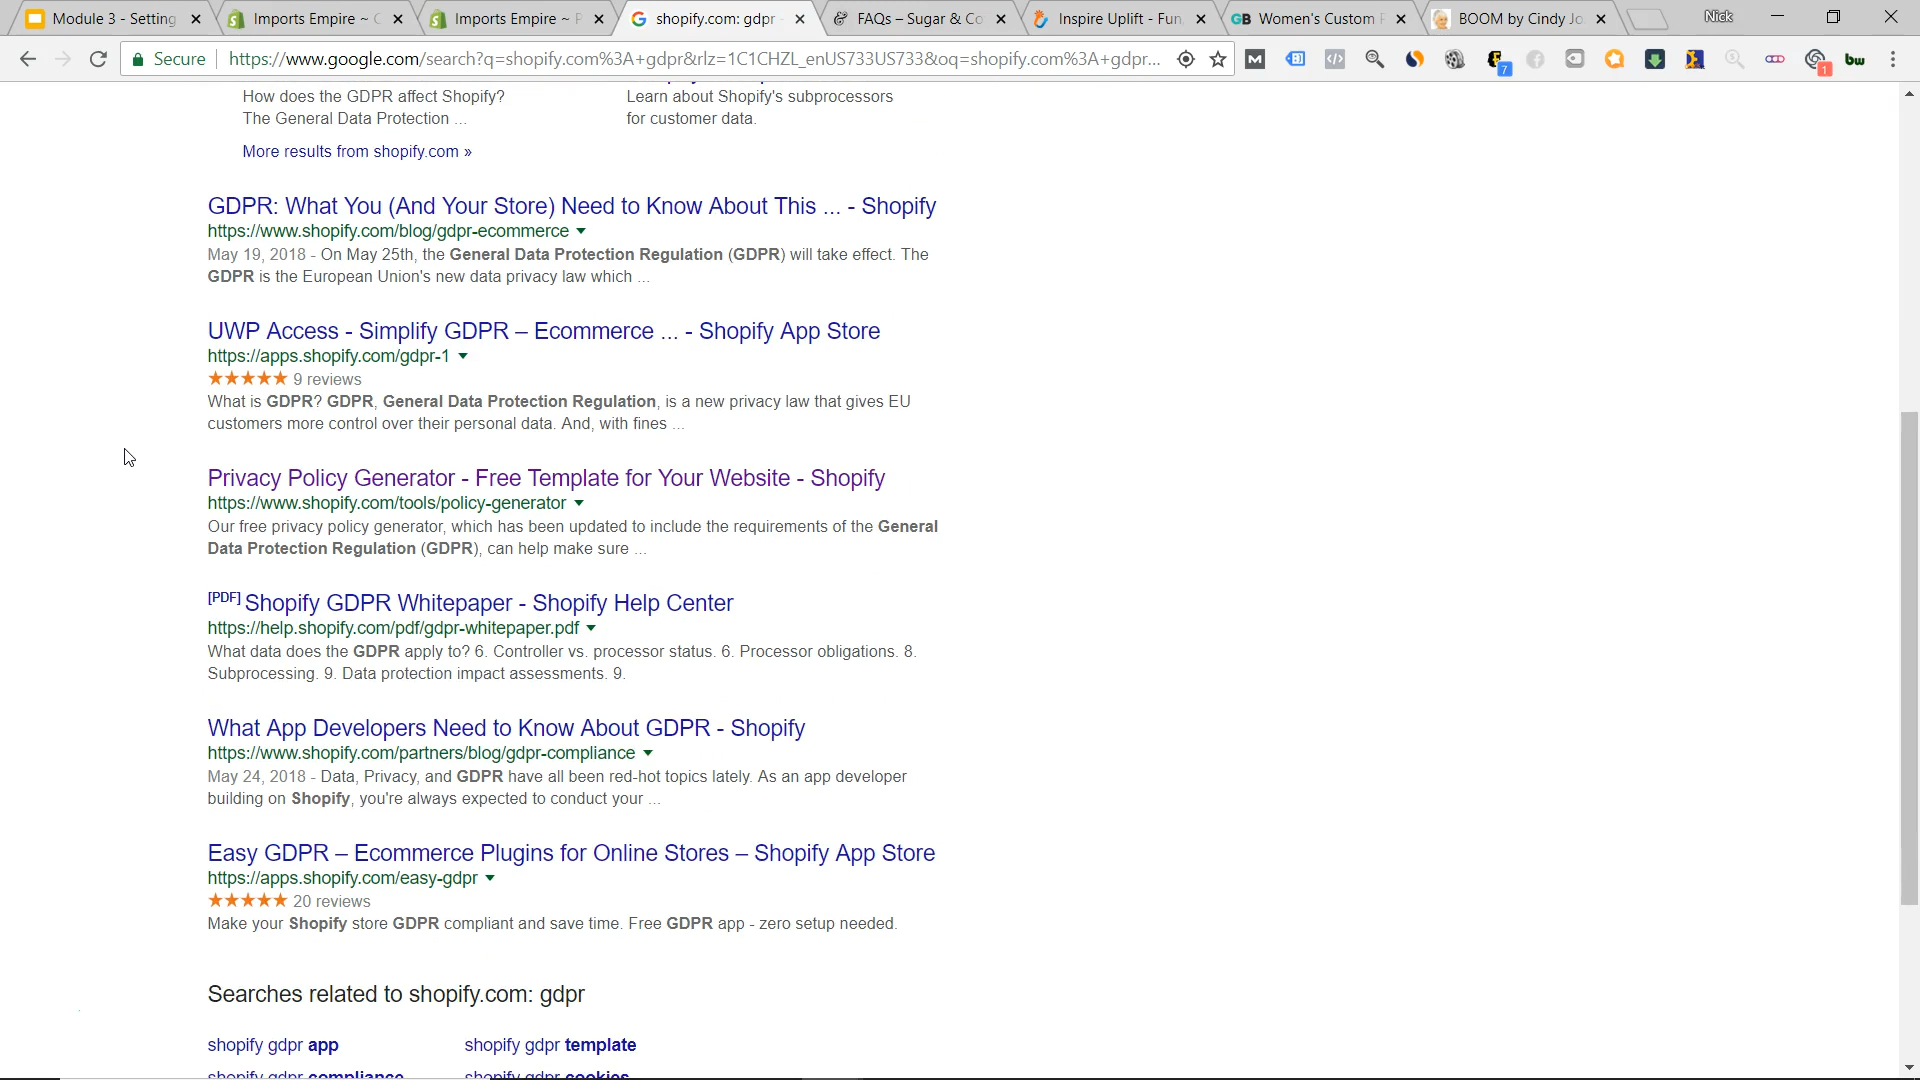 Module 3 - Setting
Imports Empire ~ C
Imports Empire ~ P
shopify.com: gdpr -
FAQs – Sugar & Co
Inspire Uplift - Fun,
GB Women's Custom
BOOM by Cindy Jo
Nick
Secure
https://www.google.com/search?q=shopify.com%3A+gdpr&rlz=1C1CHZL_enUS733US733&oq=shopify.com%3A+gdpr...
M
7
1
bw
How does the GDPR affect Shopify?
The General Data Protection ...
Learn about Shopify's subprocessors
for customer data.
More results from shopify.com »
GDPR: What You (And Your Store) Need to Know About This ... - Shopify
https://www.shopify.com/blog/gdpr-ecommerce
May 19, 2018 - On May 25th, the General Data Protection Regulation (GDPR) will take effect. The
GDPR is the European Union's new data privacy law which ...
UWP Access - Simplify GDPR – Ecommerce ... - Shopify App Store
https://apps.shopify.com/gdpr-1
★★★★★ 9 reviews
What is GDPR? GDPR, General Data Protection Regulation, is a new privacy law that gives EU
customers more control over their personal data. And, with fines ...
Privacy Policy Generator - Free Template for Your Website - Shopify
https://www.shopify.com/tools/policy-generator
Our free privacy policy generator, which has been updated to include the requirements of the General
Data Protection Regulation (GDPR), can help make sure ...
[PDF] Shopify GDPR Whitepaper - Shopify Help Center
https://help.shopify.com/pdf/gdpr-whitepaper.pdf
What data does the GDPR apply to? 6. Controller vs. processor status. 6. Processor obligations. 8.
Subprocessing. 9. Data protection impact assessments. 9.
What App Developers Need to Know About GDPR - Shopify
https://www.shopify.com/partners/blog/gdpr-compliance
May 24, 2018 - Data, Privacy, and GDPR have all been red-hot topics lately. As an app developer
building on Shopify, you're always expected to conduct your ...
Easy GDPR – Ecommerce Plugins for Online Stores – Shopify App Store
https://apps.shopify.com/easy-gdpr
★★★★★ 20 reviews
Make your Shopify store GDPR compliant and save time. Free GDPR app - zero setup needed.
Searches related to shopify.com: gdpr
shopify gdpr app
shopify gdpr template
shopify gdpr compliance
shopify gdpr cookies